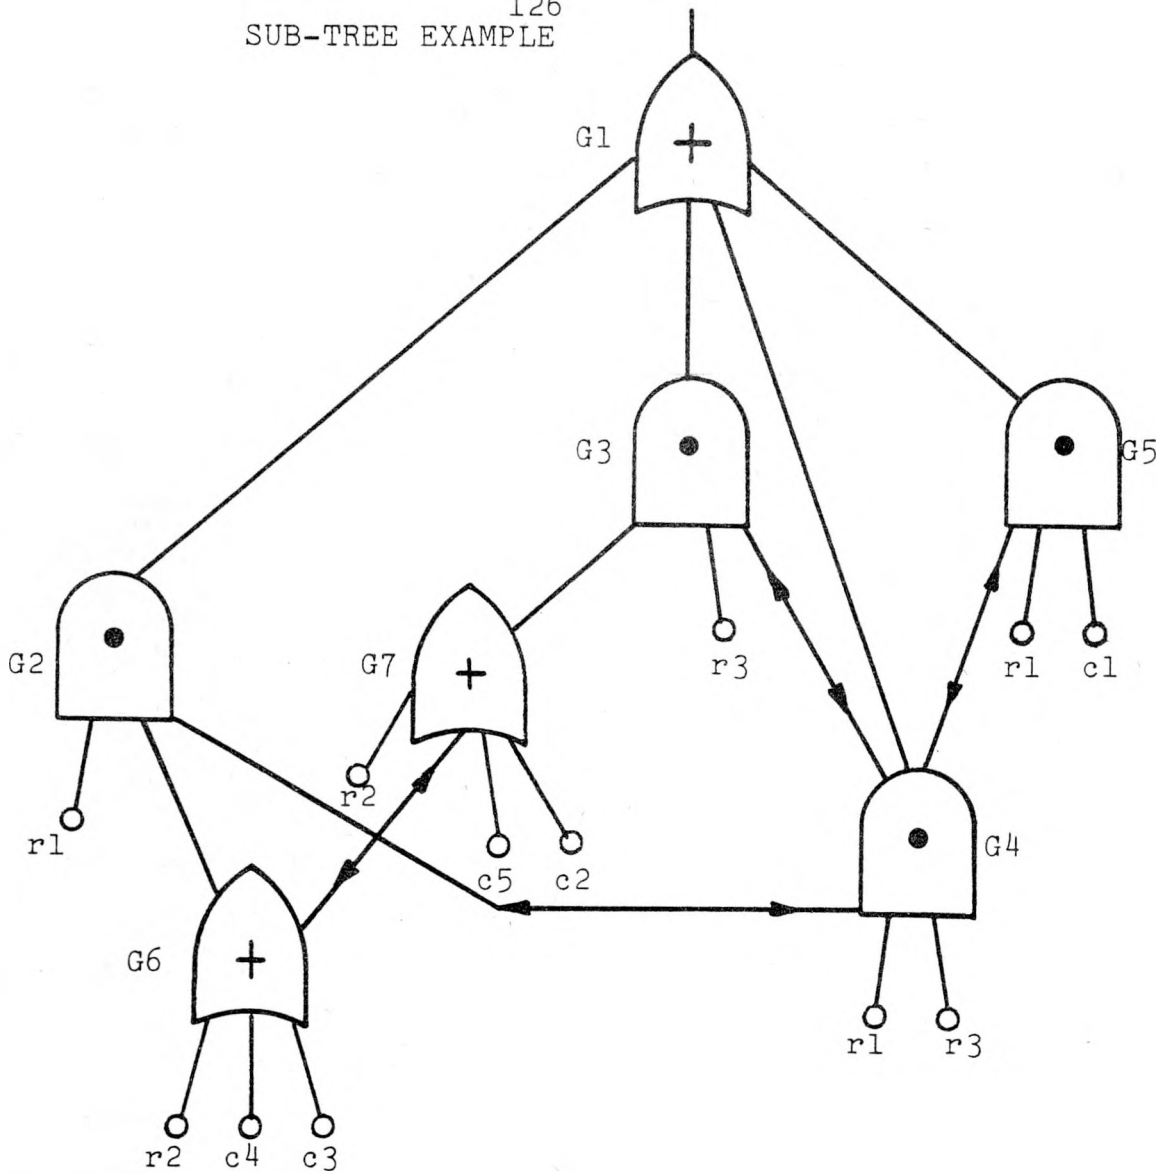 126
SUB-TREE EXAMPLE
G1
+
G3
G5
G2
G7
+
r3
r1 c1
r2
r1
c5 c2
G4
G6
+
r1 r3
r2 c4 c3